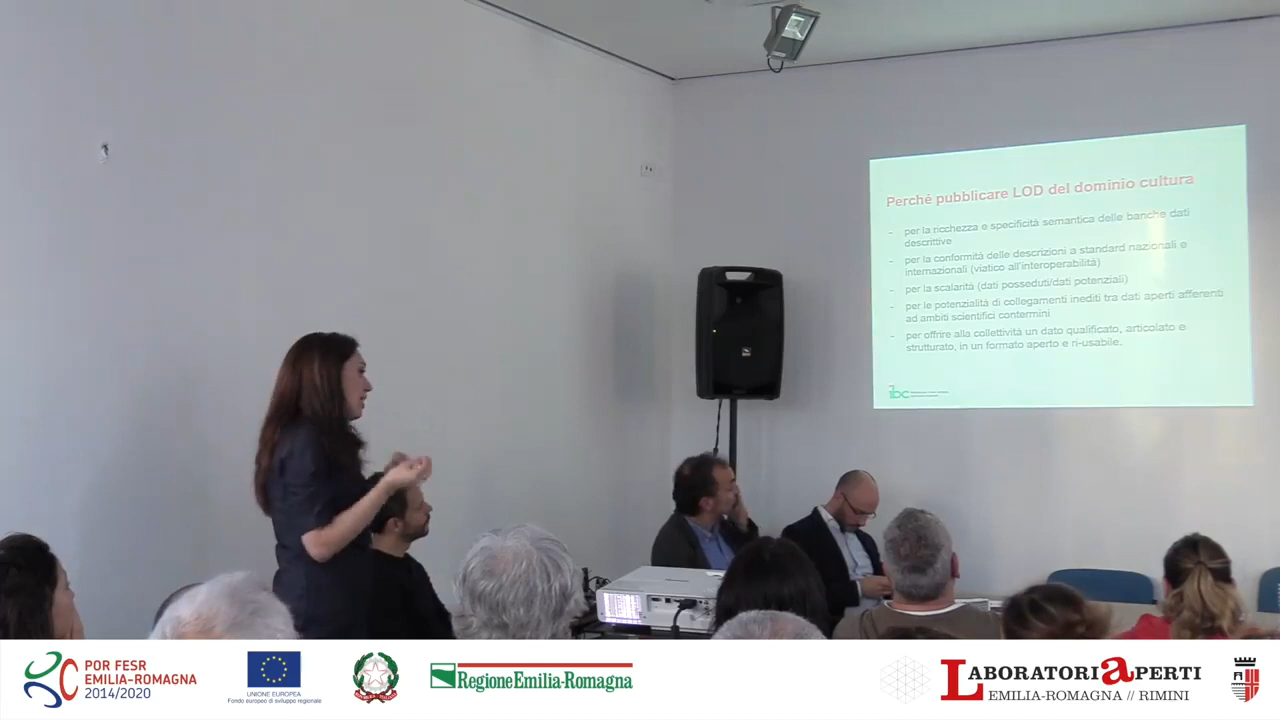 Perché pubblicare LOD del dominio cultura
- per la ricchezza e specificità semantica delle banche dati
descrittive
- per la conformità delle descrizioni a standard nazionali e
internazionali (viatico all'interoperabilità)
- per la scalarità (dati posseduti/dati potenziali)
- per le potenzialità di collegamenti inediti tra dati aperti afferenti
ad ambiti scientifici contermini
- per offrire alla collettività un dato qualificato, articolato e
strutturato, in un formato aperto e ri-usabile.
ibc
POR FESR
EMILIA-ROMAGNA
2014/2020
UNIONE EUROPEA
Fondo europeo di sviluppo regionale
RegioneEmilia-Romagna
LABORATORI APERTI
EMILIA-ROMAGNA // RIMINI